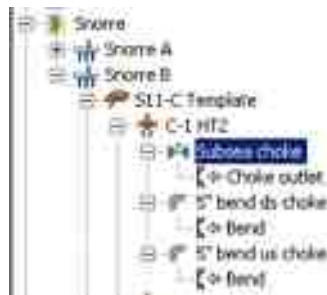 Snorre
Snorre A
Snorre B
S11-C Template
C-1 HT2
Subsea choke
Choke outlet
5" bend ds choke
Bend
5" bend us choke
Bend